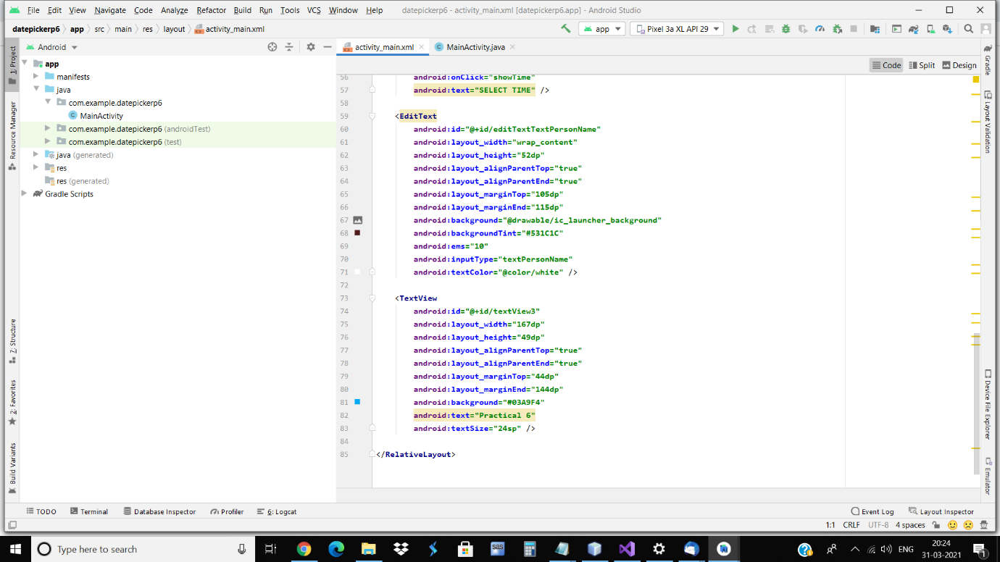 File Edit View Navigate Code Analyze Refactor Build Run Tools VCS Window Help datepickerp6 - activity_main.xml [datepickerp6.app] - Android Studio
datepickerp6 app src main res layout activity_main.xml app Pixel 3a XL API 29
Android activity_main.xml MainActivity.java
Code Split Design
1: Project
Resource Manager
7: Structure
2: Favorites
Build Variants
app
manifests
java
com.example.datepickerp6
MainActivity
com.example.datepickerp6 (androidTest)
com.example.datepickerp6 (test)
java (generated)
res
res (generated)
Gradle Scripts
56 android:onClick="showTime"
57 android:text="SELECT TIME" />
58
59 <EditText
60 android:id="@+id/editTextTextPersonName"
61 android:layout_width="wrap_content"
62 android:layout_height="52dp"
63 android:layout_alignParentTop="true"
64 android:layout_alignParentEnd="true"
65 android:layout_marginTop="105dp"
66 android:layout_marginEnd="115dp"
67 android:background="@drawable/ic_launcher_background"
68 android:backgroundTint="#531C1C"
69 android:ems="10"
70 android:inputType="textPersonName"
71 android:textColor="@color/white" />
72
73 <TextView
74 android:id="@+id/textView3"
75 android:layout_width="167dp"
76 android:layout_height="49dp"
77 android:layout_alignParentTop="true"
78 android:layout_alignParentEnd="true"
79 android:layout_marginTop="44dp"
80 android:layout_marginEnd="144dp"
81 android:background="#03A9F4"
82 android:text="Practical 6"
83 android:textSize="24sp" />
84
85 </RelativeLayout>
Gradle
Layout Validation
Device File Explorer
Emulator
TODO Terminal Database Inspector Profiler 6: Logcat Event Log Layout Inspector
1:1 CRLF UTF-8 4 spaces
Type here to search
sas
ENG
20:24
31-03-2021
1